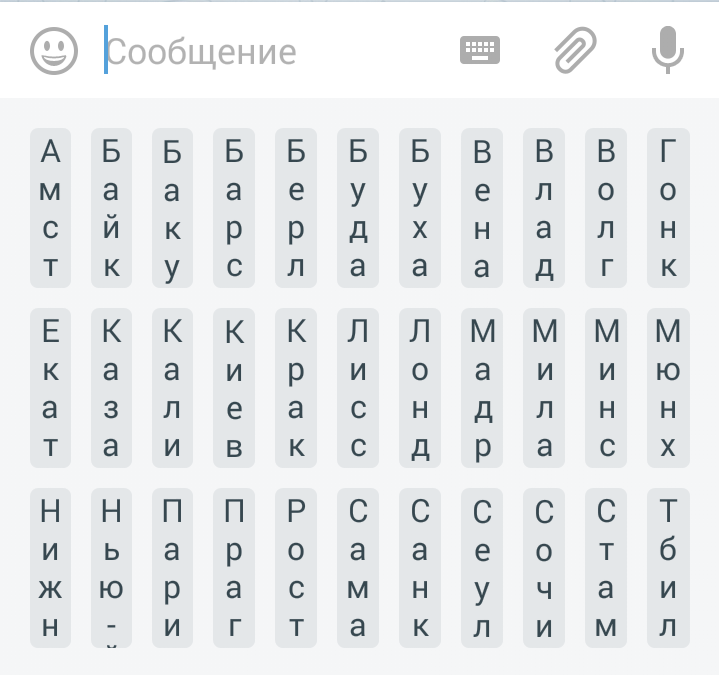 Сообщение
Амст
Байк
Баку
Барс
Берл
Буда
Буха
Вена
Влад
Волг
Гонк
Екат
Каза
Кали
Киев
Крак
Лисс
Лонд
Мадр
Мила
Минс
Мюнх
Нижн
Нью-
Пари
Праг
Рост
Сама
Санк
Сеул
Сочи
Стам
Тбил